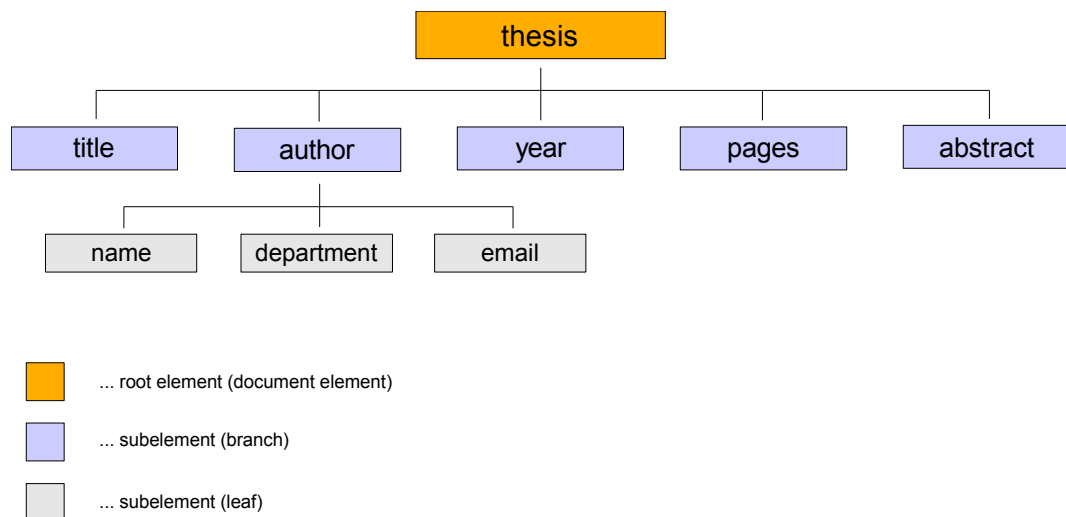 thesis
title
author
year
pages
abstract
name
department
email
... root element (document element)
... subelement (branch)
... subelement (leaf)